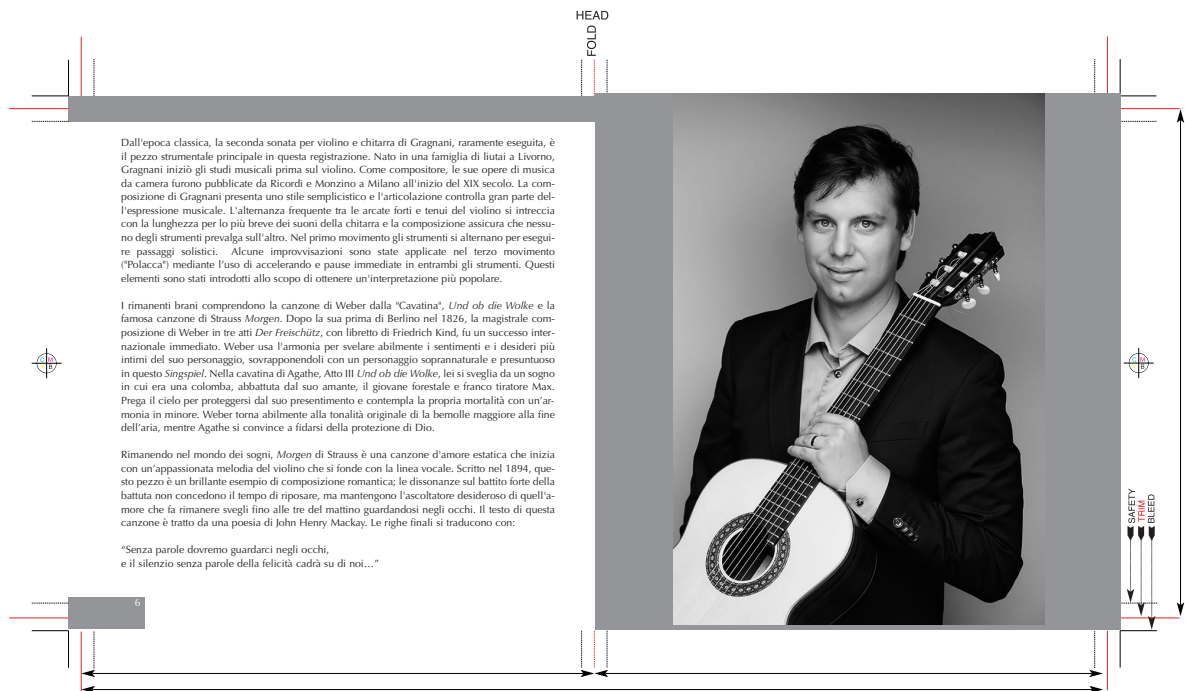 HEAD
FOLD
Dall'epoca classica, la seconda sonata per violino e chitarra di Gragnani, raramente eseguita, è
il pezzo strumentale principale in questa registrazione. Nato in una famiglia di liutai a Livorno,
Gragnani iniziò gli studi musicali prima sul violino. Come compositore, le sue opere di musica
da camera furono pubblicate da Ricordi e Monzino a Milano all'inizio del XIX secolo. La com-
posizione di Gragnani presenta uno stile semplicistico e l'articolazione controlla gran parte del-
l'espressione musicale. L'alternanza frequente tra le arcate forti e tenui del violino si intreccia
con la lunghezza per lo più breve dei suoni della chitarra e la composizione assicura che nessu-
no degli strumenti prevalga sull'altro. Nel primo movimento gli strumenti si alternano per esegui-
re passaggi solistici. Alcune improvvisazioni sono state applicate nel terzo movimento
("Polacca") mediante l’uso di accelerando e pause immediate in entrambi gli strumenti. Questi
elementi sono stati introdotti allo scopo di ottenere un'interpretazione più popolare.
I rimanenti brani comprendono la canzone di Weber dalla "Cavatina", Und ob die Wolke e la
famosa canzone di Strauss Morgen. Dopo la sua prima di Berlino nel 1826, la magistrale com-
posizione di Weber in tre atti Der Freischütz, con libretto di Friedrich Kind, fu un successo inter-
nazionale immediato. Weber usa l'armonia per svelare abilmente i sentimenti e i desideri più
intimi del suo personaggio, sovrapponendoli con un personaggio soprannaturale e presuntuoso
in questo Singspiel. Nella cavatina di Agathe, Atto III Und ob die Wolke, lei si sveglia da un sogno
in cui era una colomba, abbattuta dal suo amante, il giovane forestale e franco tiratore Max.
Prega il cielo per proteggersi dal suo presentimento e contempla la propria mortalità con un’ar-
monia in minore. Weber torna abilmente alla tonalità originale di la bemolle maggiore alla fine
dell’aria, mentre Agathe si convince a fidarsi della protezione di Dio.
Rimanendo nel mondo dei sogni, Morgen di Strauss è una canzone d'amore estatica che inizia
con un’appassionata melodia del violino che si fonde con la linea vocale. Scritto nel 1894, que-
sto pezzo è un brillante esempio di composizione romantica; le dissonanze sul battito forte della
battuta non concedono il tempo di riposare, ma mantengono l'ascoltatore desideroso di quell'a-
more che fa rimanere svegli fino alle tre del mattino guardandosi negli occhi. Il testo di questa
canzone è tratto da una poesia di John Henry Mackay. Le righe finali si traducono con:
“Senza parole dovremo guardarci negli occhi,
e il silenzio senza parole della felicità cadrà su di noi…”
6
C M
Y B
C M
Y B
SAFETY
TRIM
BLEED